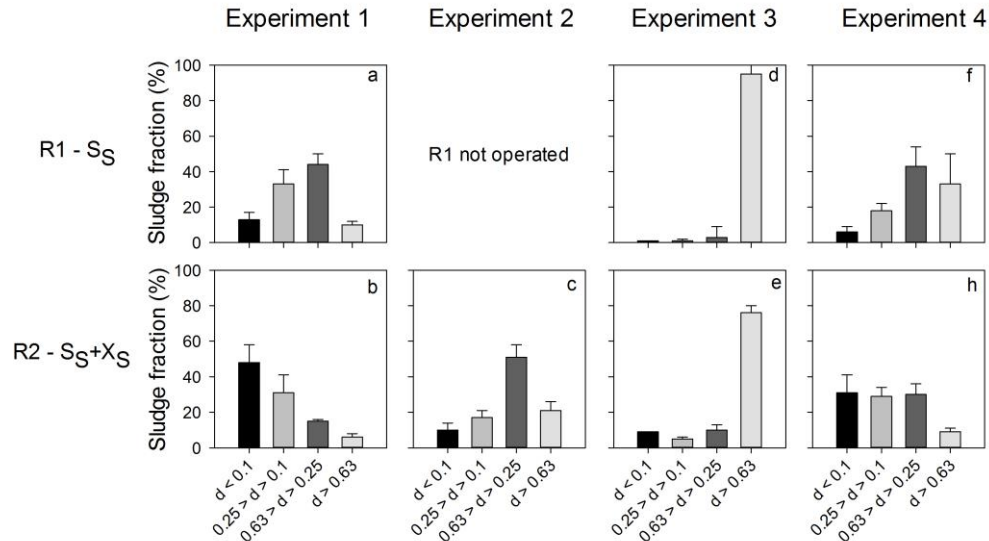 Experiment 1 Experiment 2 Experiment 3 Experiment 4
R1 - SS
Sludge fraction (%)
100
80
60
40
20
0
a
R1 not operated
d
f
R2 - SS+XS
Sludge fraction (%)
100
80
60
40
20
0
b
c
e
h
d < 0.1
0.25 > d > 0.1
0.63 > d > 0.25
d > 0.63
d < 0.1
0.25 > d > 0.1
0.63 > d > 0.25
d > 0.63
d < 0.1
0.25 > d > 0.1
0.63 > d > 0.25
d > 0.63
d < 0.1
0.25 > d > 0.1
0.63 > d > 0.25
d > 0.63